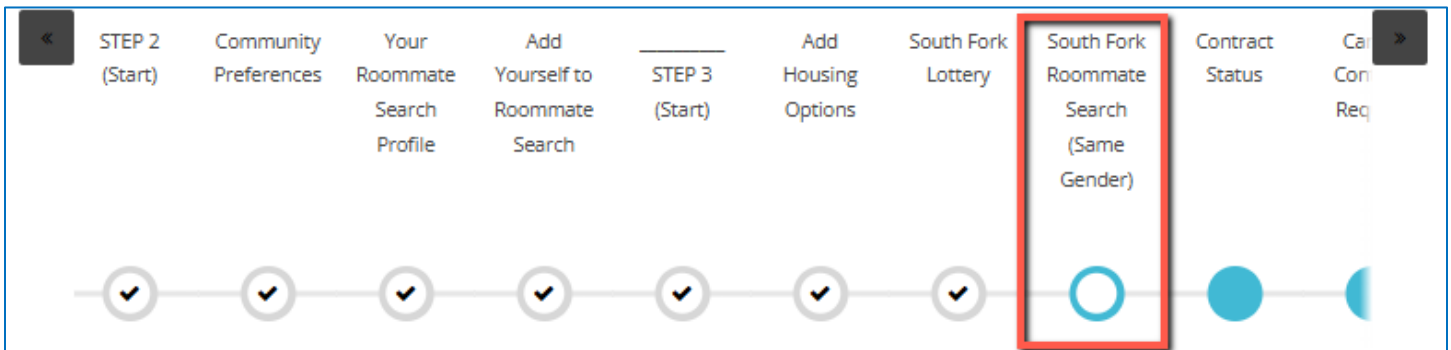 «
STEP 2
(Start)
Community
Preferences
Your
Roommate
Search
Profile
Add
Yourself to
Roommate
Search
__________
STEP 3
(Start)
Add
Housing
Options
South Fork
Lottery
South Fork
Roommate
Search
(Same
Gender)
Contract
Status
»